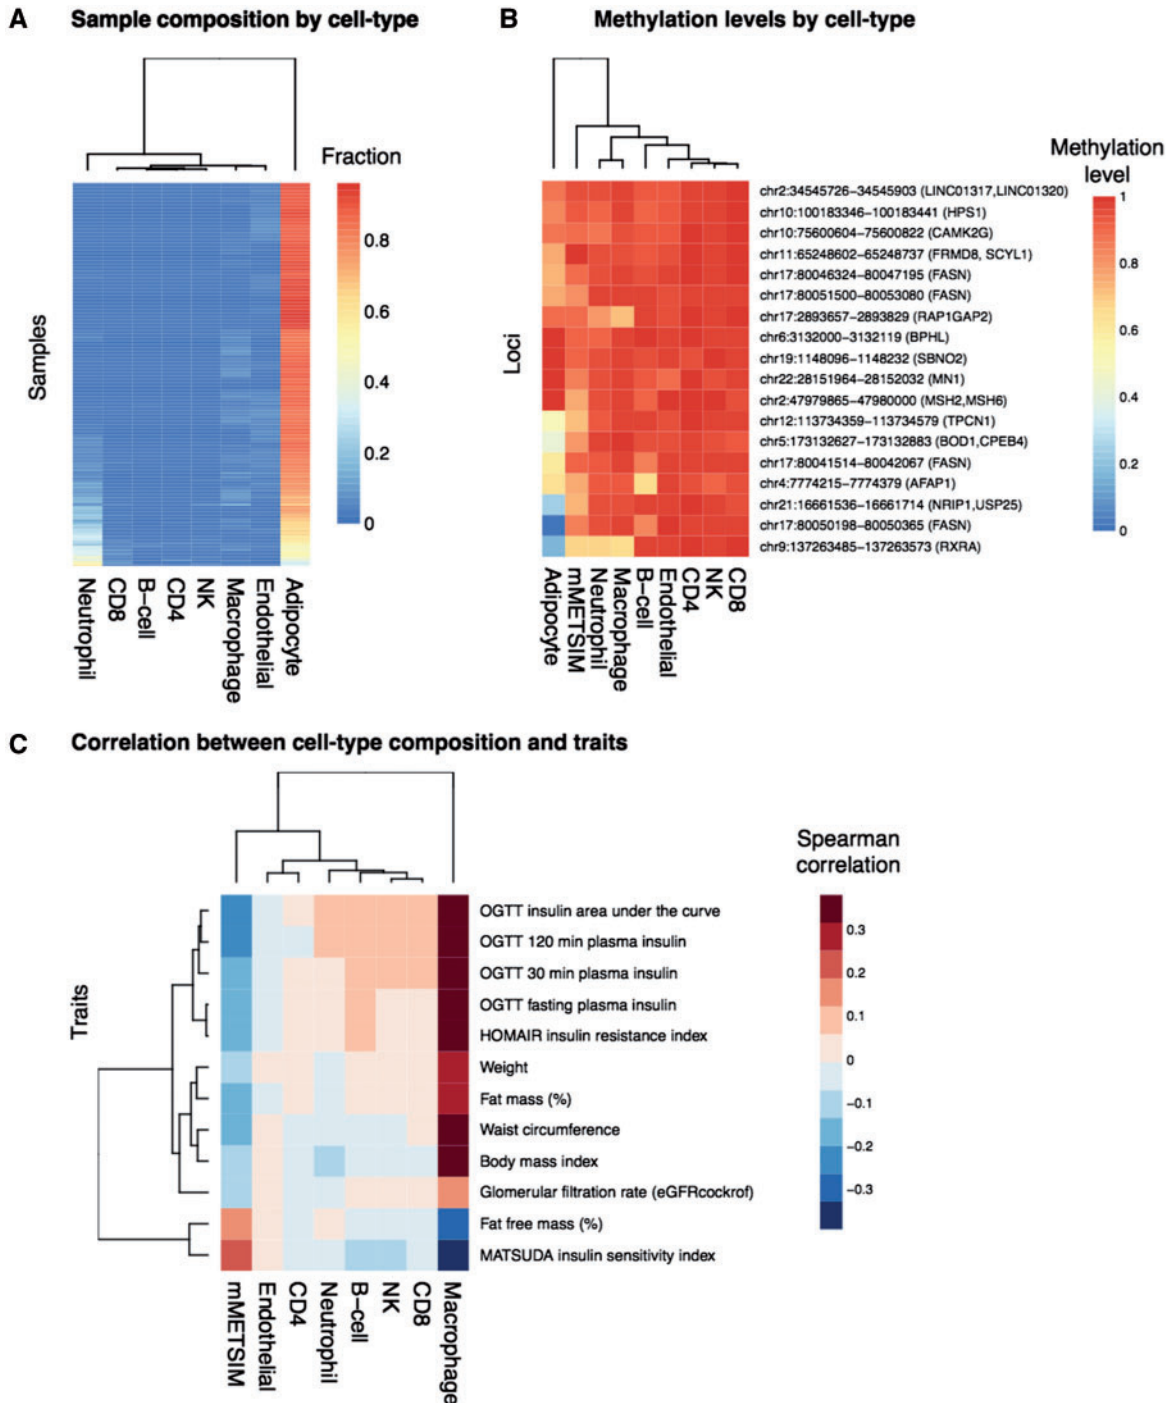 A Sample composition by cell-type
Fraction
0.8
0.6
0.4
0.2
0
Samples
Neutrophil
CD8
B-cell
CD4
NK
Macrophage
Endothelial
Adipocyte
B Methylation levels by cell-type
Methylation
level
1
0.8
0.6
0.4
0.2
0
Loci
chr2:34545726-34545903 (LINC01317,LINC01320)
chr10:100183346-100183441 (HPS1)
chr10:75600604-75600822 (CAMK2G)
chr11:65248602-65248737 (FRMD8, SCYL1)
chr17:80046324-80047195 (FASN)
chr17:80051500-80053080 (FASN)
chr17:2893657-2893829 (RAP1GAP2)
chr6:3132000-3132119 (BPHL)
chr19:1148096-1148232 (SBNO2)
chr22:28151964-28152032 (MN1)
chr2:47979865-47980000 (MSH2,MSH6)
chr12:113734359-113734579 (TPCN1)
chr5:173132627-173132883 (BOD1,CPEB4)
chr17:80041514-80042067 (FASN)
chr4:7774215-7774379 (AFAP1)
chr21:16661536-16661714 (NRIP1,USP25)
chr17:80050198-80050365 (FASN)
chr9:137263485-137263573 (RXRA)
Adipocyte
mMETSIM
Neutrophil
Macrophage
B-cell
Endothelial
CD4
NK
CD8
C Correlation between cell-type composition and traits
Spearman
correlation
0.3
0.2
0.1
0
-0.1
-0.2
-0.3
Traits
OGTT insulin area under the curve
OGTT 120 min plasma insulin
OGTT 30 min plasma insulin
OGTT fasting plasma insulin
HOMAIR insulin resistance index
Weight
Fat mass (%)
Waist circumference
Body mass index
Glomerular filtration rate (eGFRcockrof)
Fat free mass (%)
MATSUDA insulin sensitivity index
mMETSIM
Endothelial
CD4
Neutrophil
B-cell
NK
CD8
Macrophage